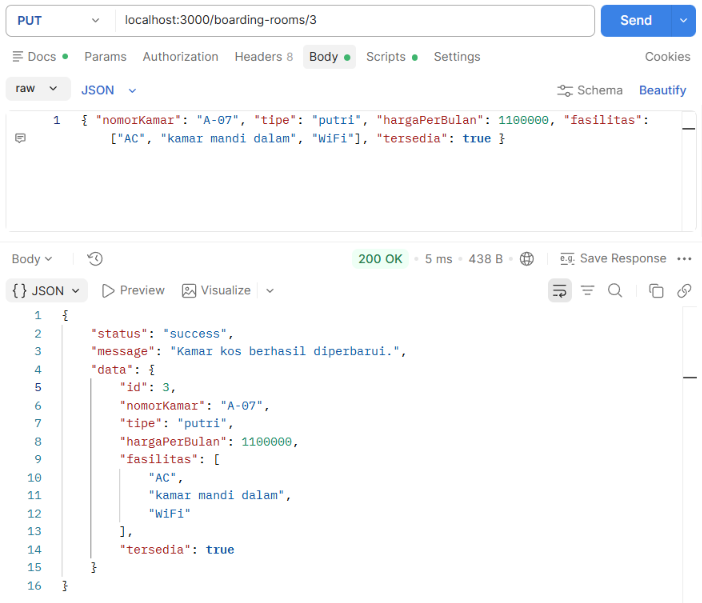 PUT localhost:3000/boarding-rooms/3 Send
Docs Params Authorization Headers 8 Body Scripts Settings Cookies
raw JSON Schema Beautify
1 { "nomorKamar": "A-07", "tipe": "putri", "hargaPerBulan": 1100000, "fasilitas":
["AC", "kamar mandi dalam", "WiFi"], "tersedia": true }
Body 200 OK 5 ms 438 B e.g. Save Response
{} JSON Preview Visualize
1 {
2 "status": "success",
3 "message": "Kamar kos berhasil diperbarui.",
4 "data": {
5 "id": 3,
6 "nomorKamar": "A-07",
7 "tipe": "putri",
8 "hargaPerBulan": 1100000,
9 "fasilitas": [
10 "AC",
11 "kamar mandi dalam",
12 "WiFi"
13 ],
14 "tersedia": true
15 }
16 }